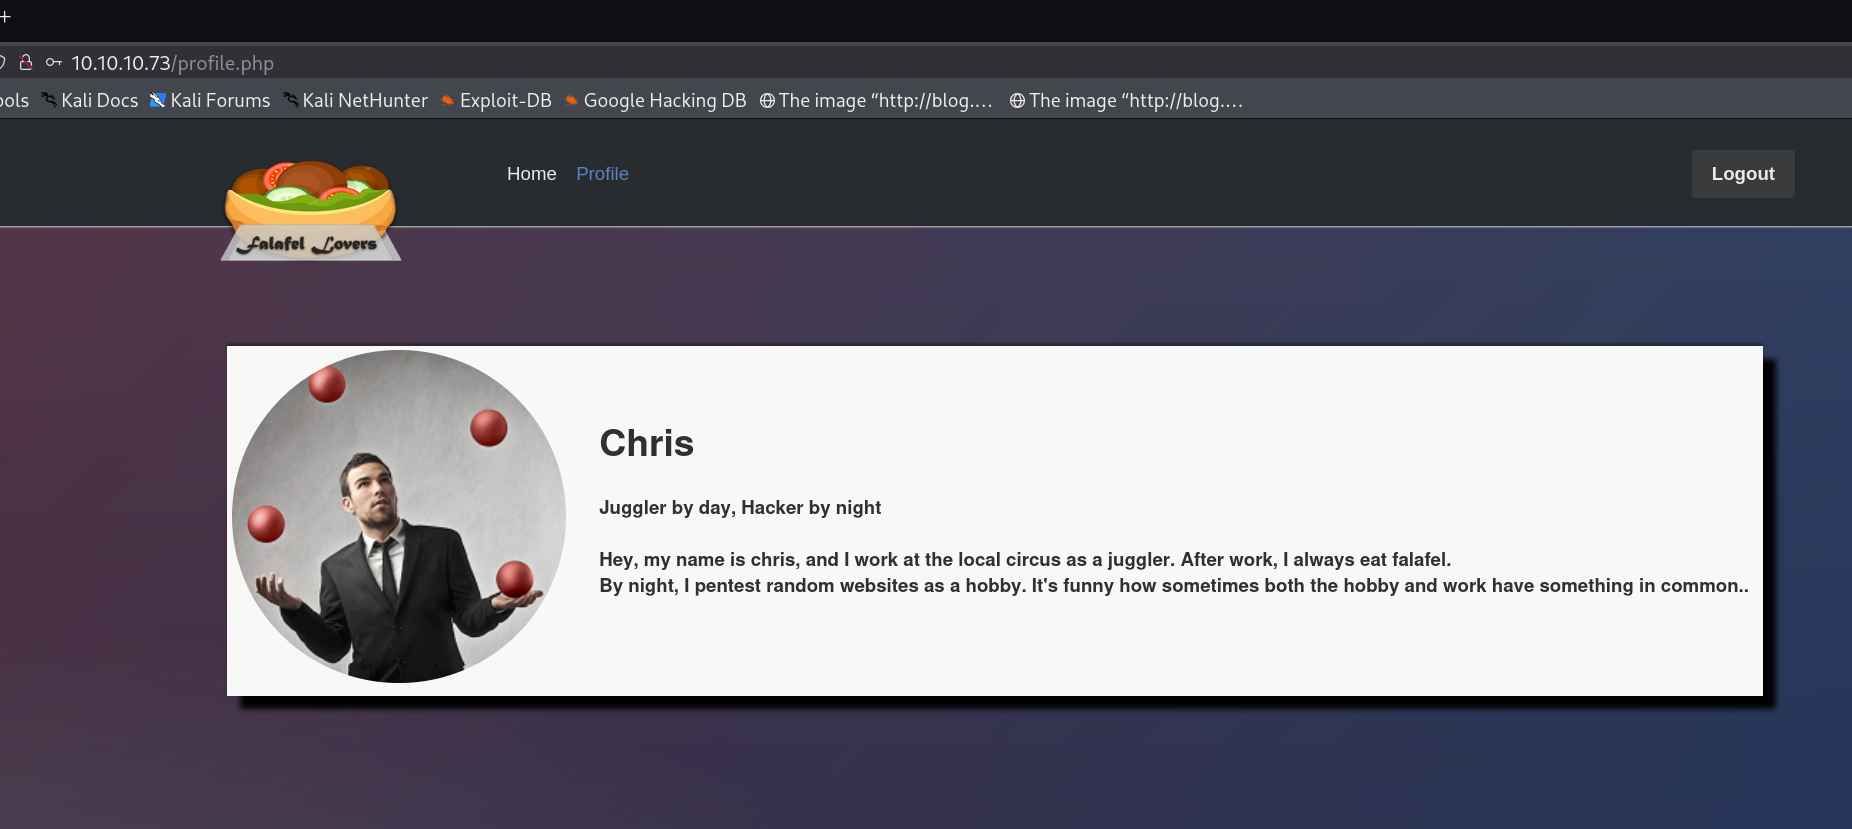 10.10.10.73/profile.php
ools Kali Docs Kali Forums Kali NetHunter Exploit-DB Google Hacking DB The image “http://blog.… The image “http://blog.…
Home Profile Logout
Falafel Lovers
Chris
Juggler by day, Hacker by night
Hey, my name is chris, and I work at the local circus as a juggler. After work, I always eat falafel.
By night, I pentest random websites as a hobby. It's funny how sometimes both the hobby and work have something in common..